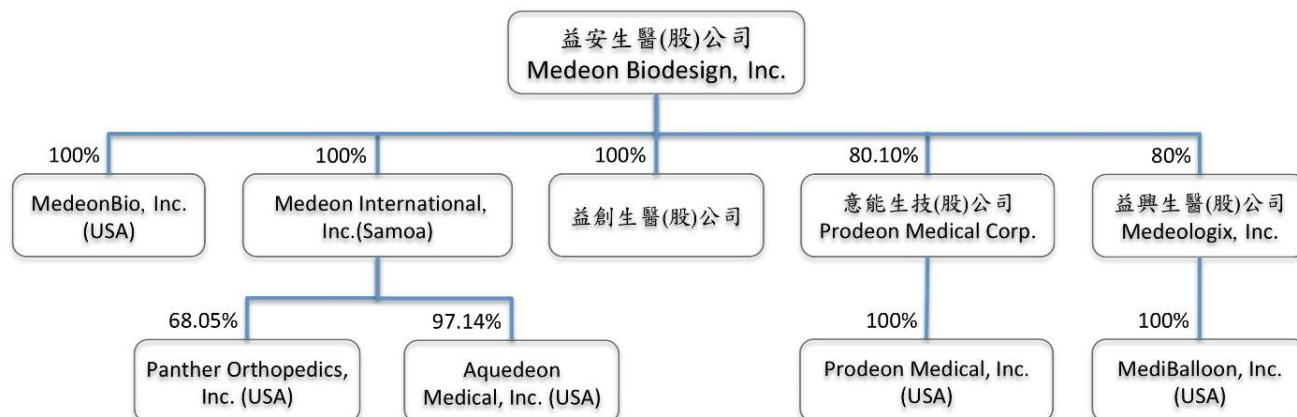 益安生醫(股)公司
Medeon Biodesign, Inc.
100%
100%
100%
80.10%
80%
MedeonBio, Inc.
(USA)
Medeon International,
Inc.(Samoa)
益創生醫(股)公司
意能生技(股)公司
Prodeon Medical Corp.
益興生醫(股)公司
Medeologix, Inc.
68.05%
97.14%
100%
100%
Panther Orthopedics,
Inc. (USA)
Aquedeon
Medical, Inc. (USA)
Prodeon Medical, Inc.
(USA)
MediBalloon, Inc.
(USA)